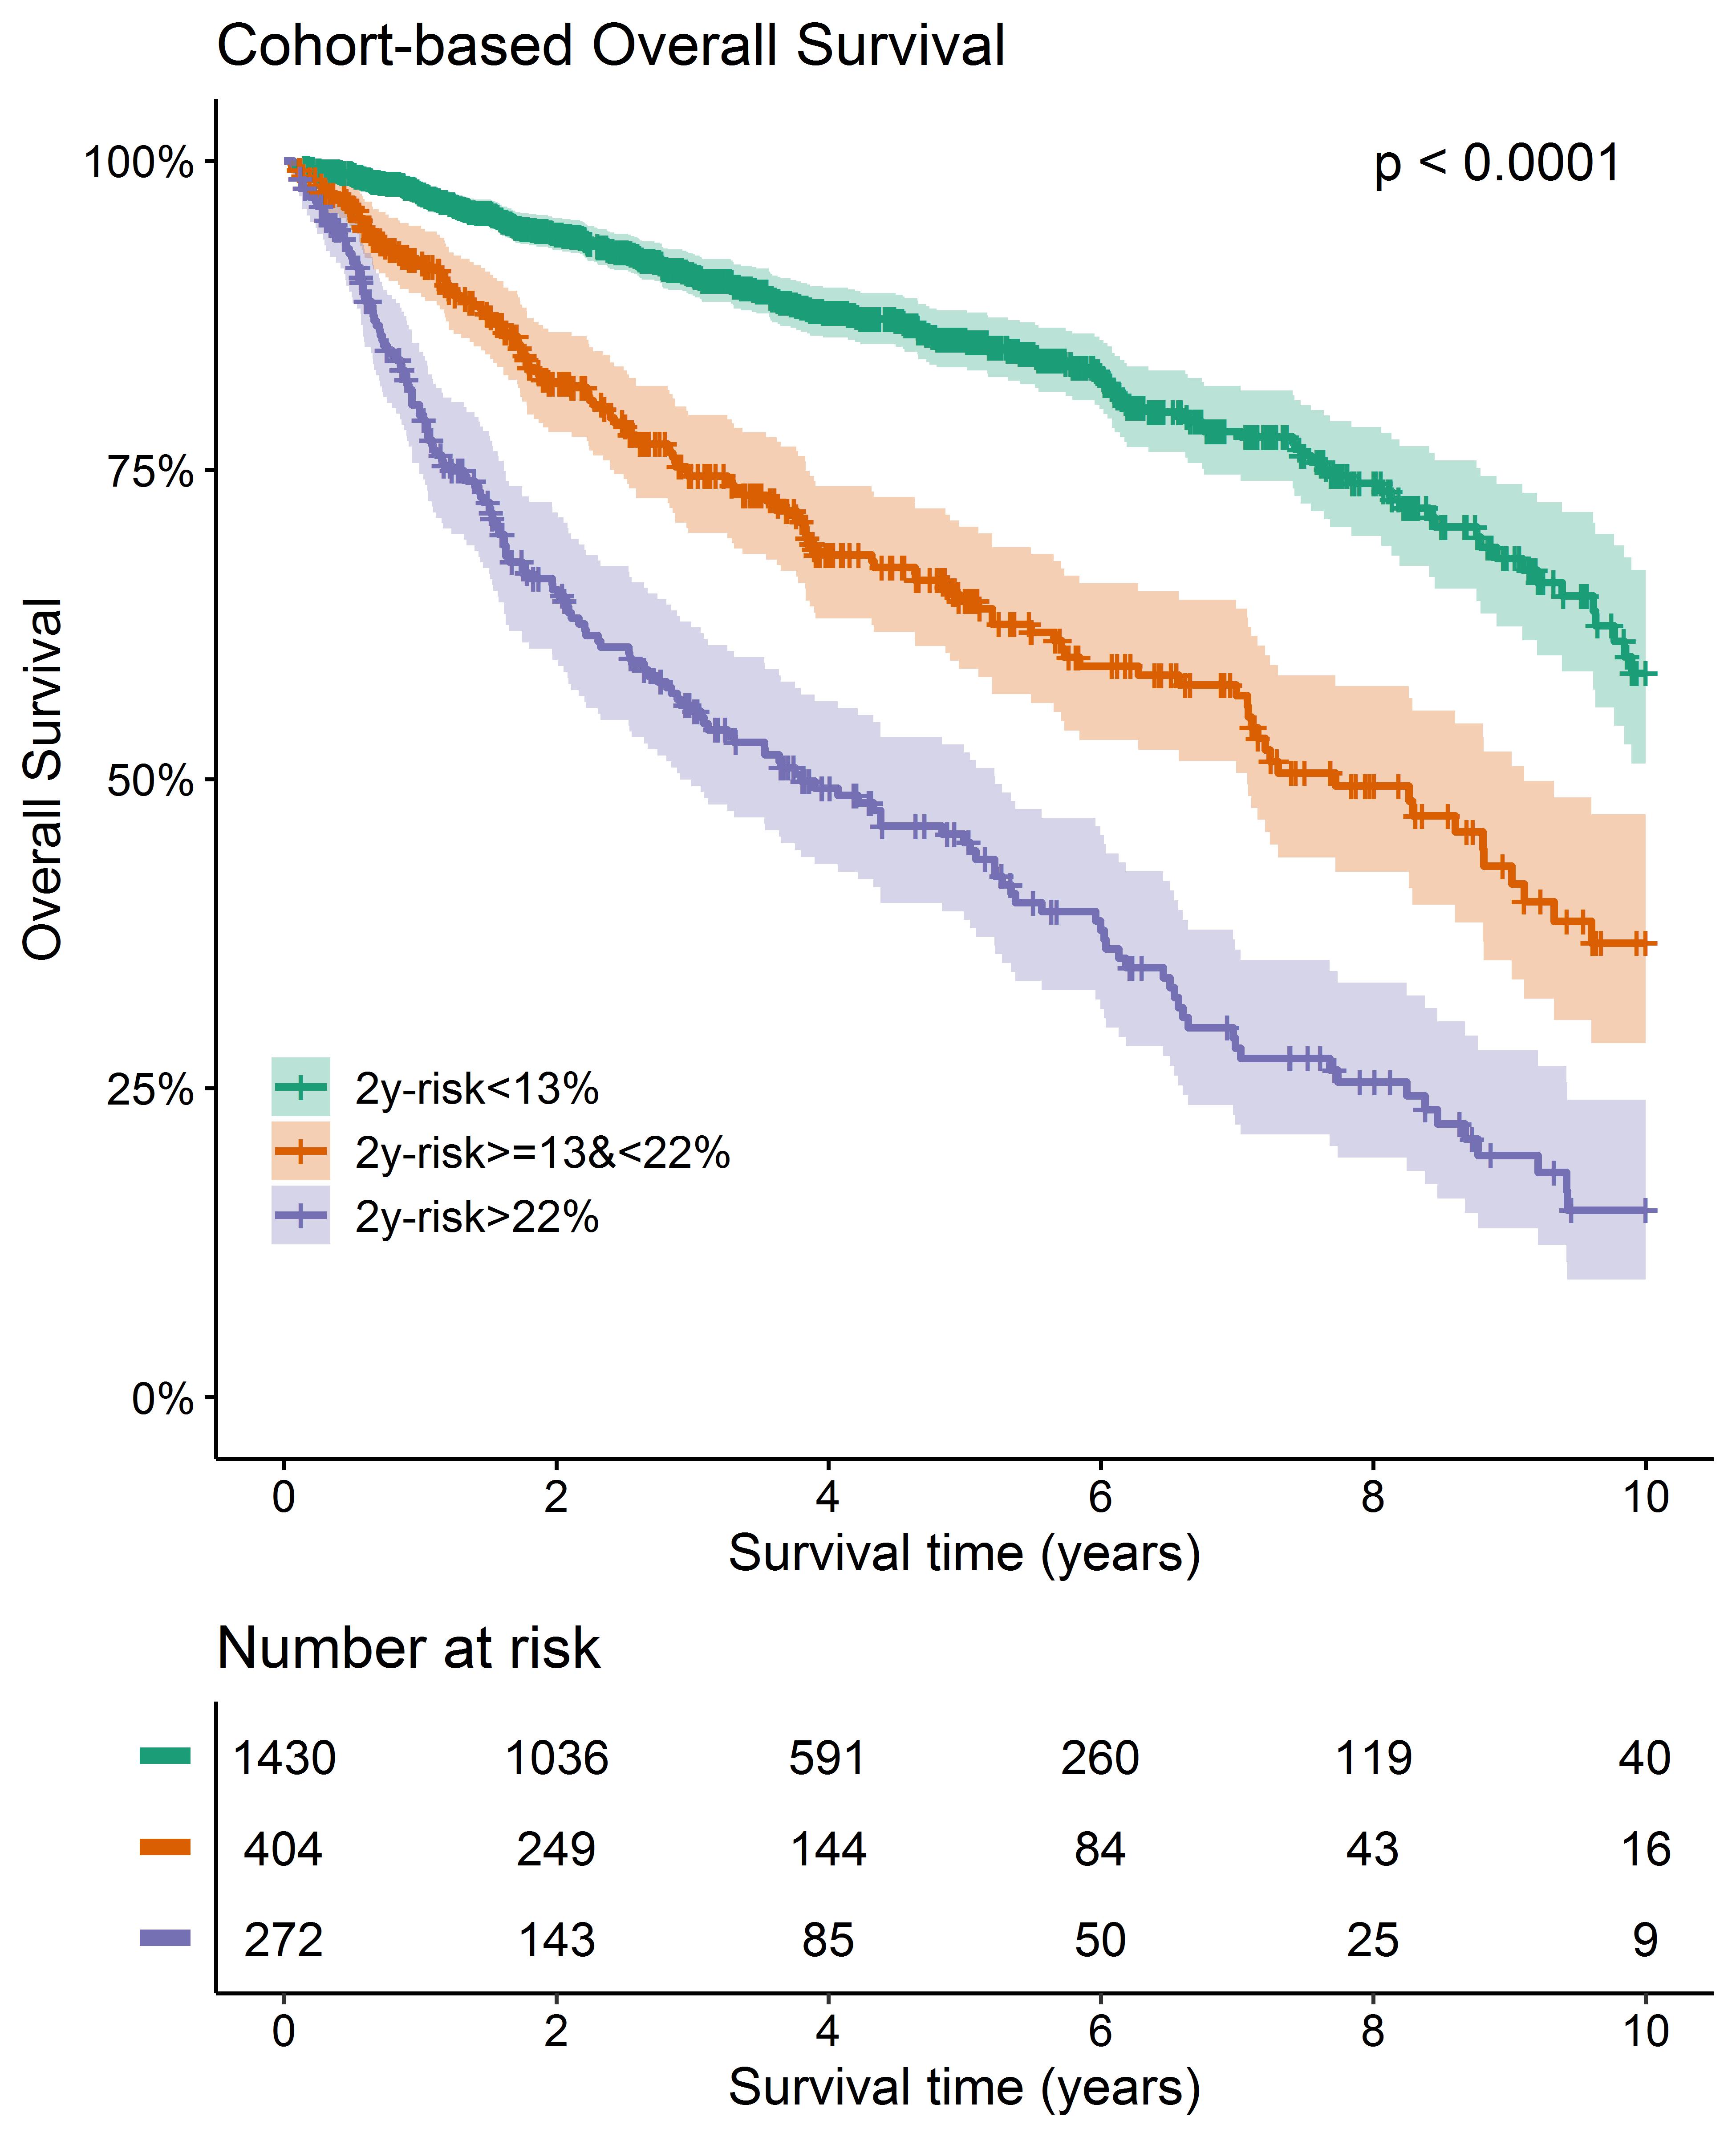 Cohort-based Overall Survival
p < 0.0001
100%
75%
50%
25%
0%
Overall Survival
2y-risk<13%
2y-risk>=13&<22%
2y-risk>22%
0 2 4 6 8 10
Survival time (years)
Number at risk
1430 1036 591 260 119 40
404 249 144 84 43 16
272 143 85 50 25 9
0 2 4 6 8 10
Survival time (years)